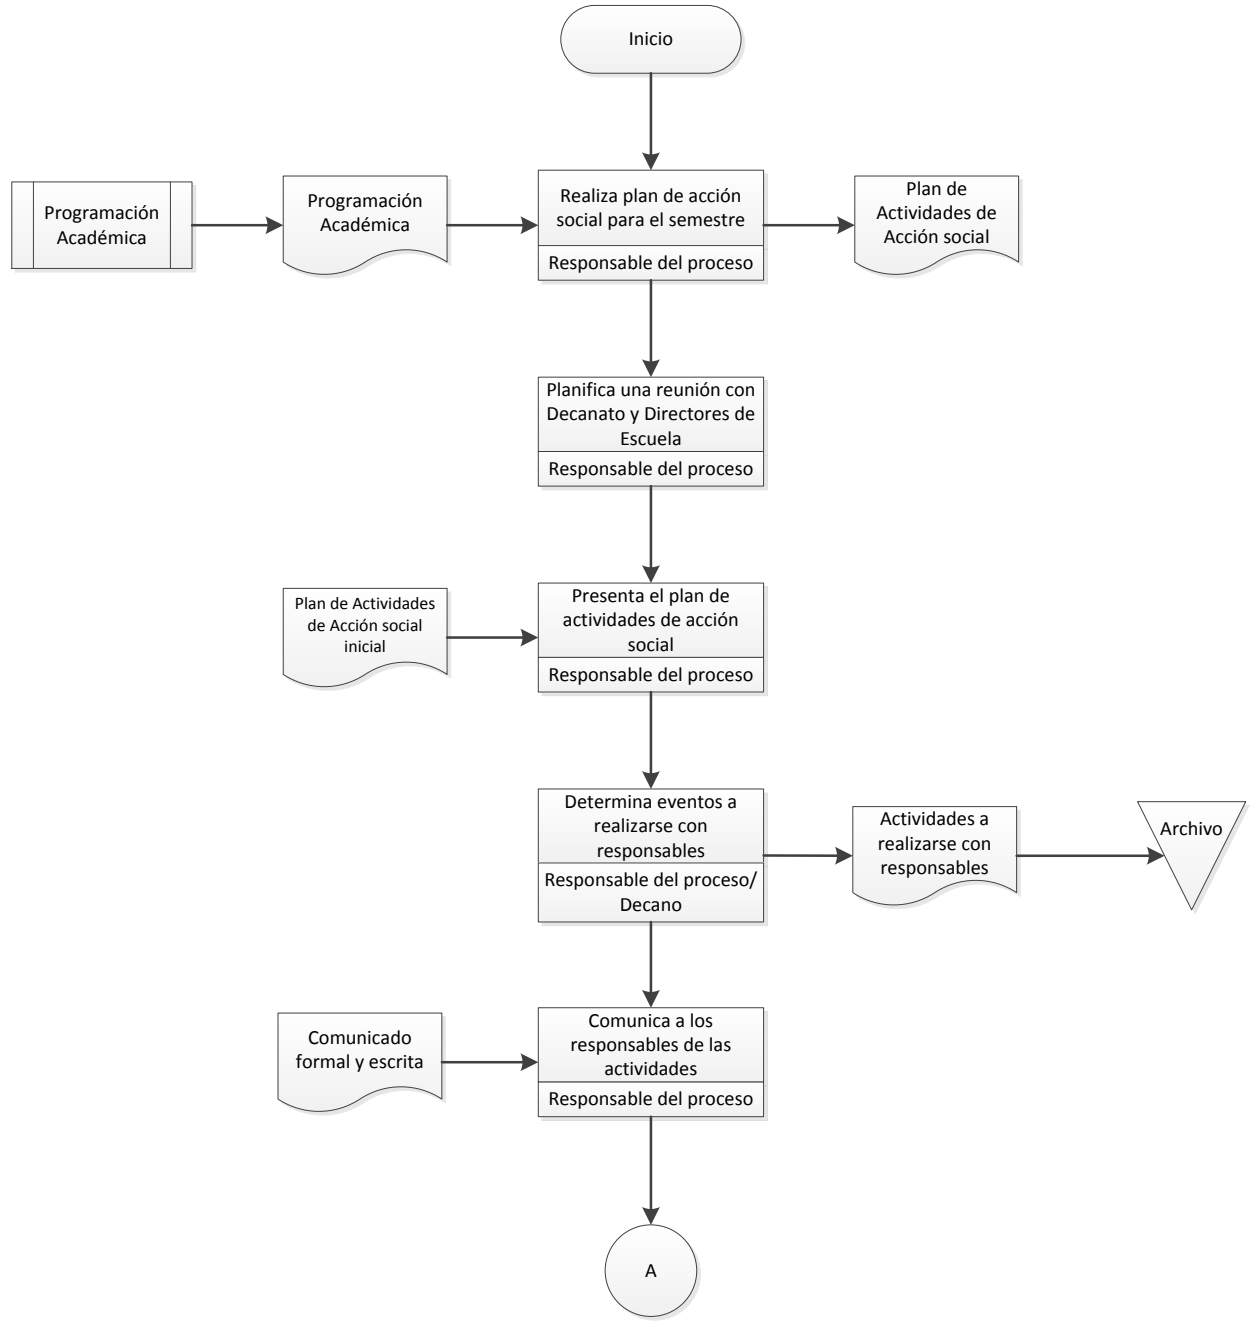 Inicio
Programación
Académica
Programación
Académica
Realiza plan de acción
social para el semestre
Responsable del proceso
Plan de
Actividades de
Acción social
Planifica una reunión con
Decanato y Directores de
Escuela
Responsable del proceso
Plan de Actividades
de Acción social
inicial
Presenta el plan de
actividades de acción
social
Responsable del proceso
Determina eventos a
realizarse con
responsables
Responsable del proceso/
Decano
Actividades a
realizarse con
responsables
Archivo
Comunicado
formal y escrita
Comunica a los
responsables de las
actividades
Responsable del proceso
A